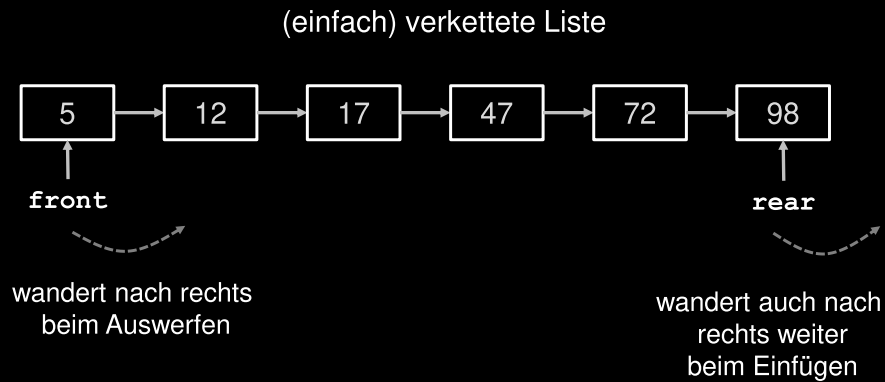 (einfach) verkettete Liste
5 12 17 47 72 98
front
rear
wandert nach rechts
beim Auswerfen
wandert auch nach
rechts weiter
beim Einfügen